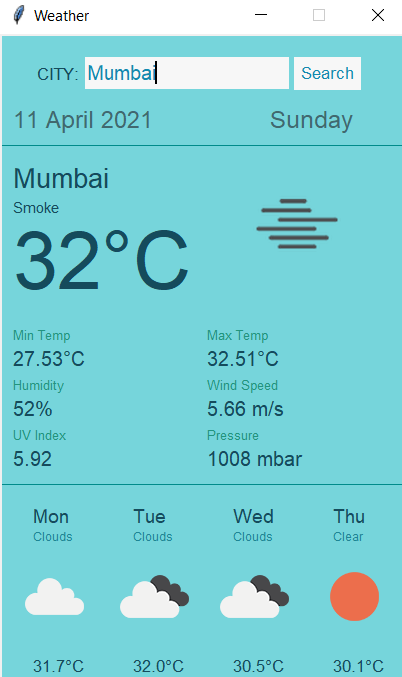 Weather
CITY: Mumbai Search
11 April 2021 Sunday
Mumbai
Smoke
32°C
Min Temp Max Temp
27.53°C 32.51°C
Humidity Wind Speed
52% 5.66 m/s
UV Index Pressure
5.92 1008 mbar
Mon Tue Wed Thu
Clouds Clouds Clouds Clear
31.7°C 32.0°C 30.5°C 30.1°C